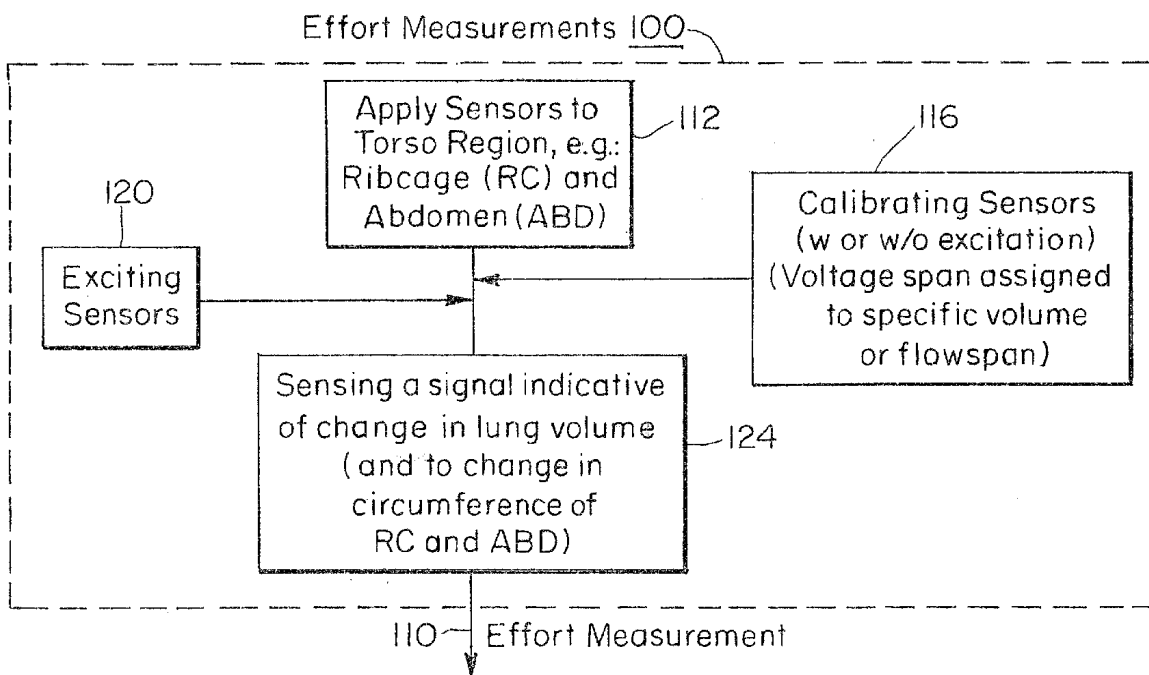 Effort Measurements 100
Apply Sensors to
Torso Region, e.g.:
Ribcage (RC) and
Abdomen (ABD)
112
116
120
Exciting
Sensors
Calibrating Sensors
(w or w/o excitation)
(Voltage span assigned
to specific volume
or flowspan)
Sensing a signal indicative
of change in lung volume
(and to change in
circumference of
RC and ABD)
124
110 Effort Measurement